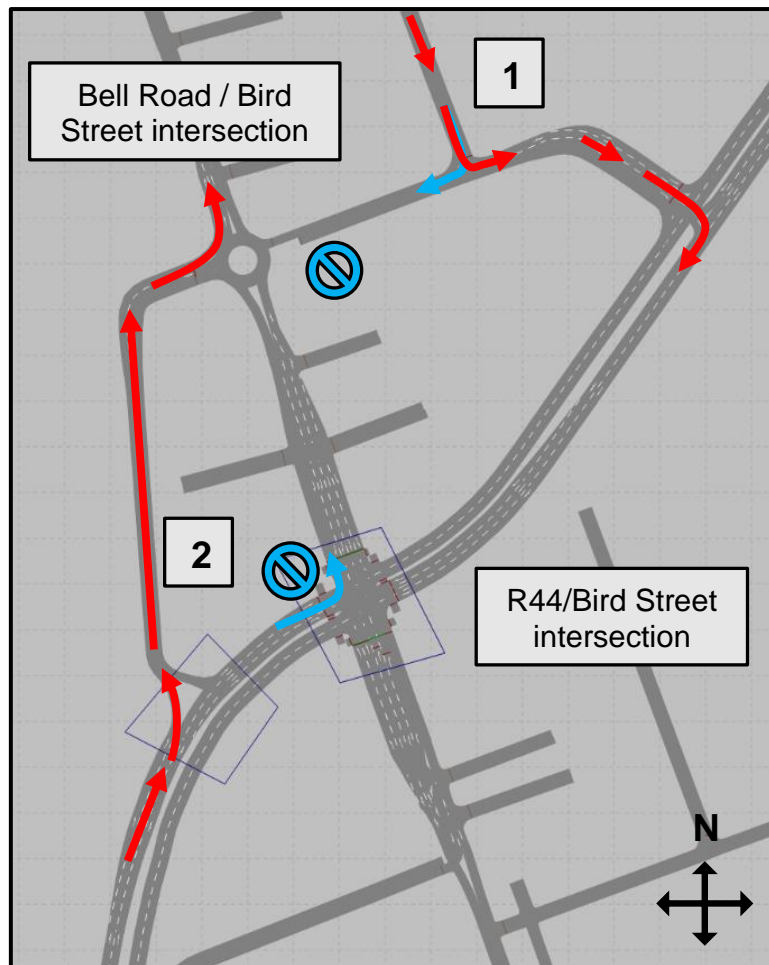 1
Bell Road / Bird
Street intersection
2
R44/Bird Street
intersection
N